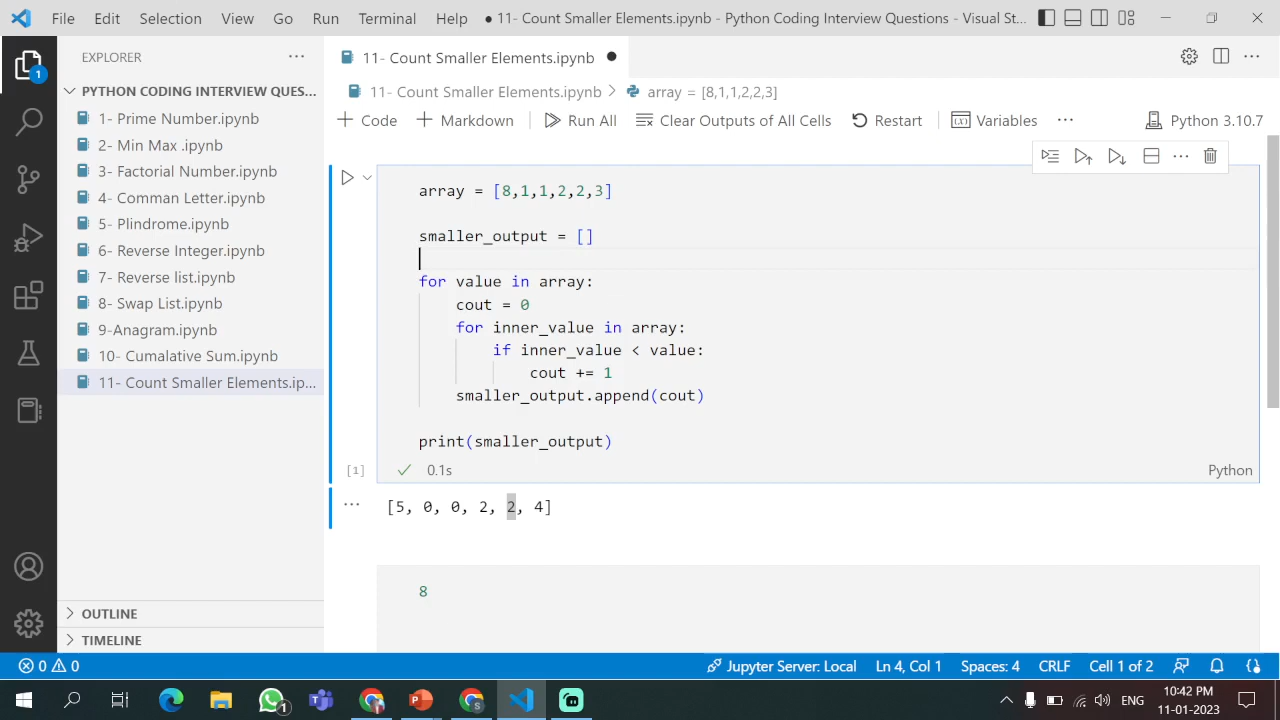 File Edit Selection View Go Run Terminal Help ● 11- Count Smaller Elements.ipynb - Python Coding Interview Questions - Visual St...
EXPLORER ...
11- Count Smaller Elements.ipynb ●
PYTHON CODING INTERVIEW QUES...
11- Count Smaller Elements.ipynb > array = [8,1,1,2,2,3]
+ Code + Markdown Run All Clear Outputs of All Cells Restart Variables ... Python 3.10.7
1- Prime Number.ipynb
2- Min Max .ipynb
3- Factorial Number.ipynb
4- Comman Letter.ipynb
5- Plindrome.ipynb
6- Reverse Integer.ipynb
7- Reverse list.ipynb
8- Swap List.ipynb
9-Anagram.ipynb
10- Cumalative Sum.ipynb
11- Count Smaller Elements.ip...
OUTLINE
TIMELINE
1
array = [8,1,1,2,2,3]
smaller_output = []
for value in array:
cout = 0
for inner_value in array:
if inner_value < value:
cout += 1
smaller_output.append(cout)
print(smaller_output)
[1] 0.1s Python
[5, 0, 0, 2, 2, 4]
8
0 0 Jupyter Server: Local Ln 4, Col 1 Spaces: 4 CRLF Cell 1 of 2
1 ENG 10:42 PM
11-01-2023